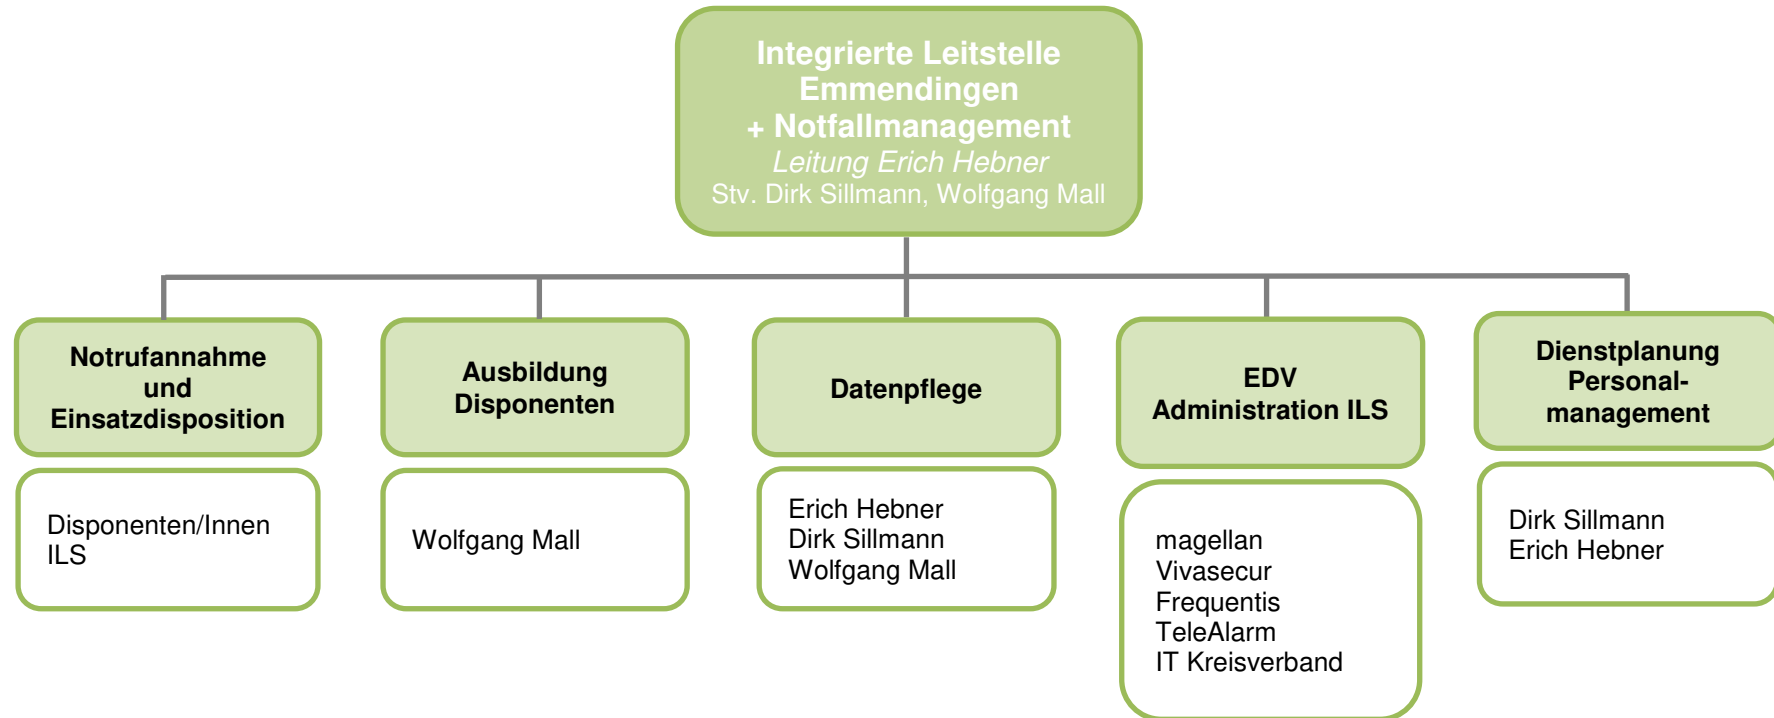 Integrierte Leitstelle
Emmendingen
+ Notfallmanagement
Leitung Erich Hebner
Stv. Dirk Sillmann, Wolfgang Mall
Notrufannahme
und
Einsatzdisposition
Disponenten/Innen
ILS
Ausbildung
Disponenten
Wolfgang Mall
Datenpflege
Erich Hebner
Dirk Sillmann
Wolfgang Mall
EDV
Administration ILS
magellan
Vivasecur
Frequentis
TeleAlarm
IT Kreisverband
Dienstplanung
Personal-
management
Dirk Sillmann
Erich Hebner